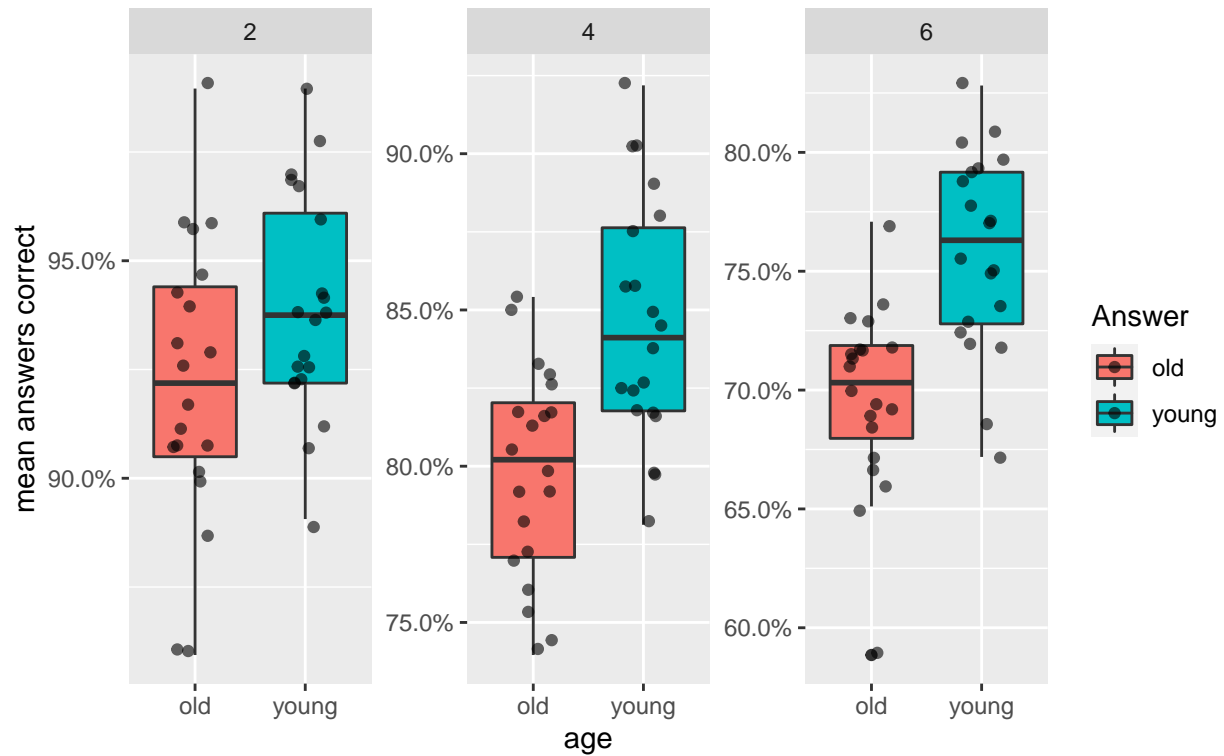 2
4
6
mean answers correct
95.0%
90.0%
90.0%
85.0%
80.0%
75.0%
80.0%
75.0%
70.0%
65.0%
60.0%
old
young
old
young
old
young
age
Answer
old
young